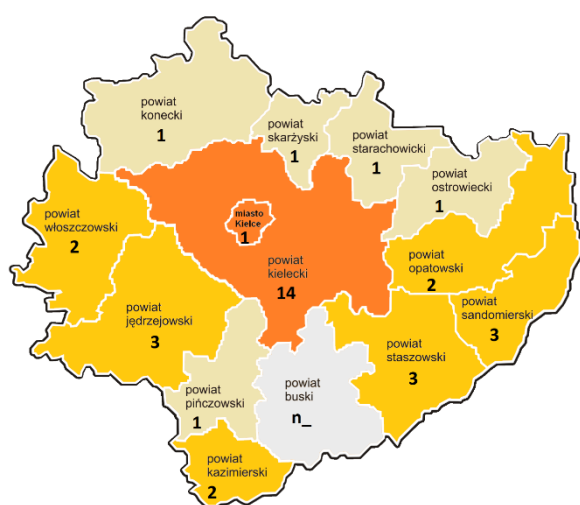 powiat
konecki
1
powiat
skarżyski
1
powiat
starachowicki
1
powiat
ostrowiecki
1
powiat
włoszczowski
2
miasto
Kielce
1
powiat
kielecki
14
powiat
opatowski
2
powiat
sandomierski
3
powiat
jędrzejowski
3
powiat
staszowski
3
powiat
pińczowski
1
powiat
buski
n_
powiat
kazimierski
2